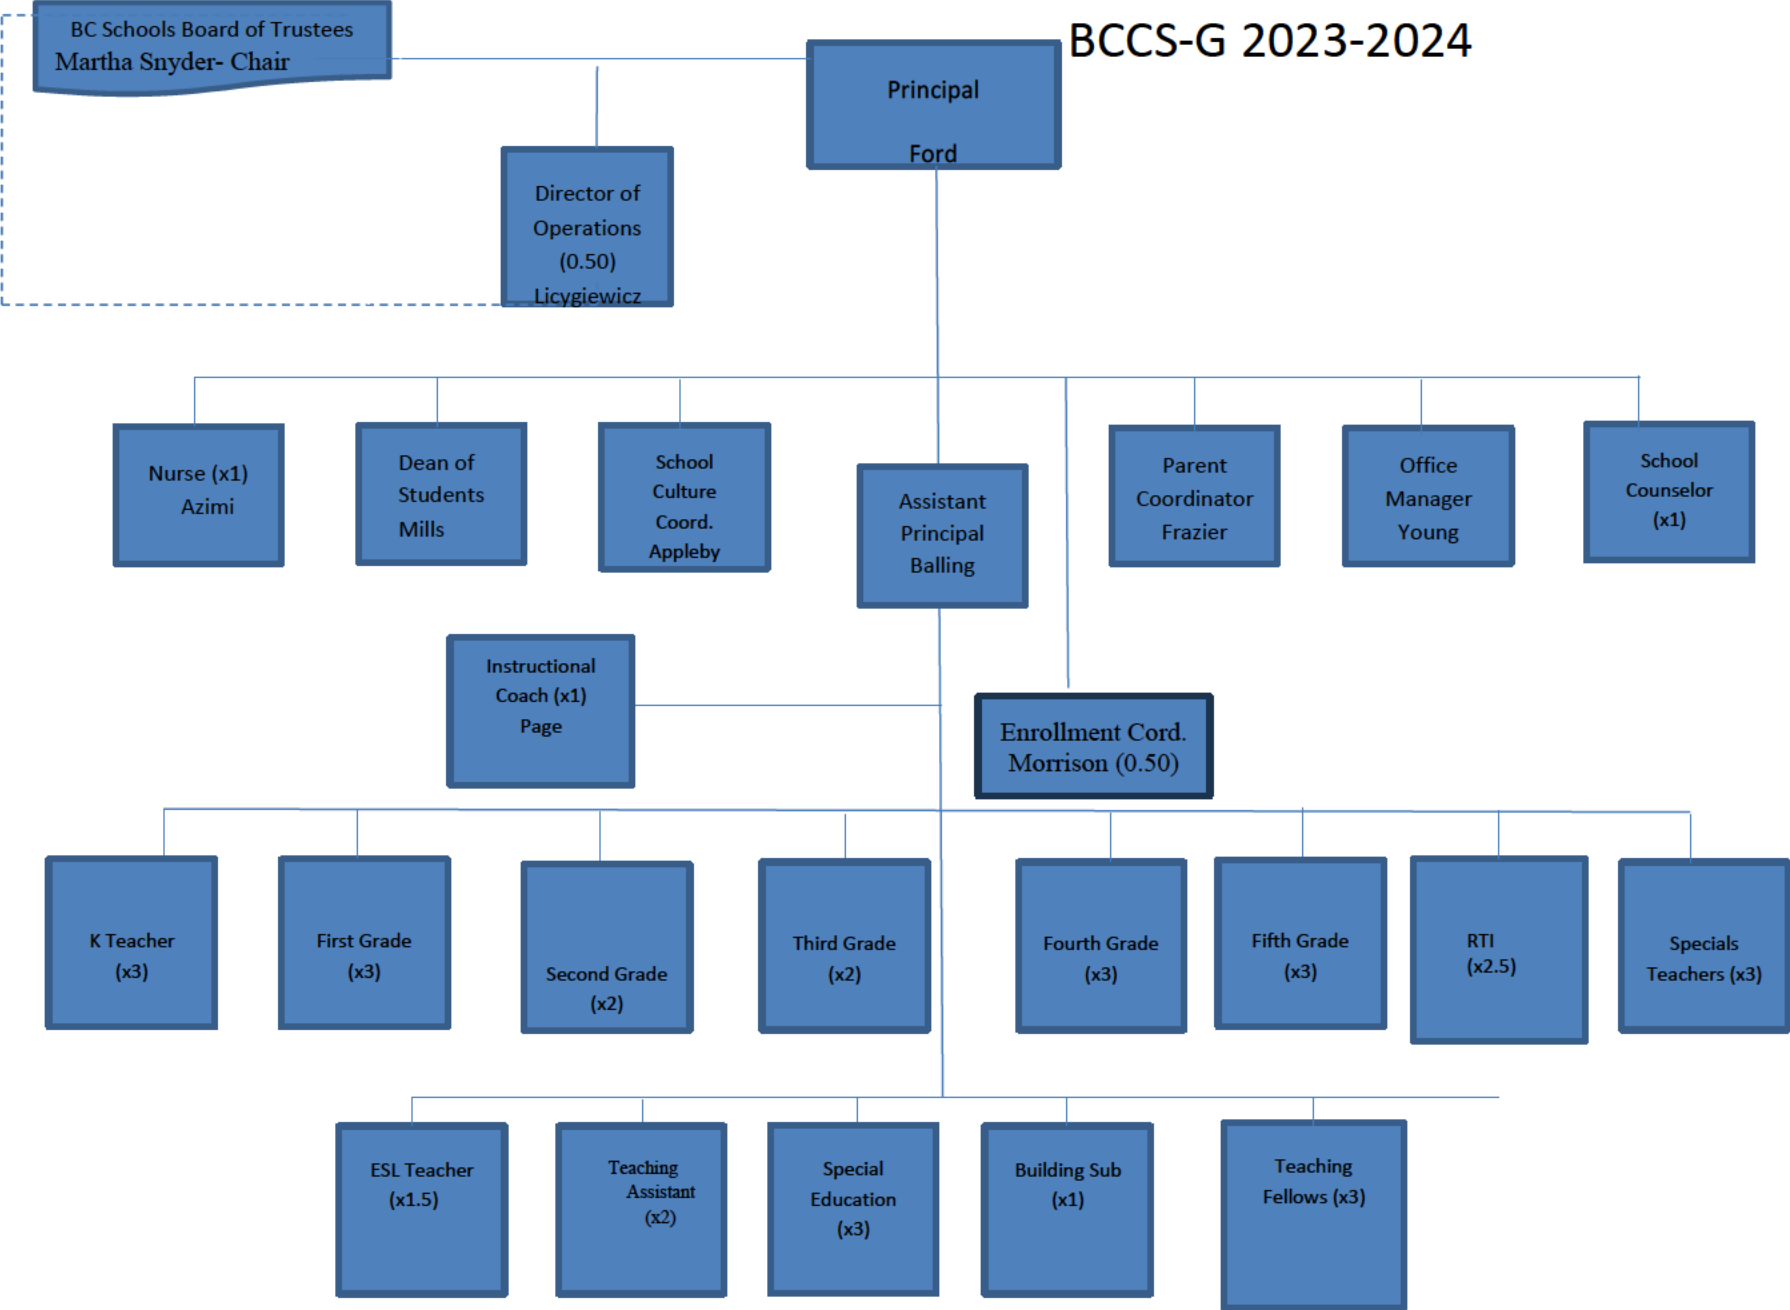 BC Schools Board of Trustees
Martha Snyder- Chair
BCCS-G 2023-2024
Principal
Ford
Director of
Operations
(0.50)
Licygiewicz
Nurse (x1)
Azimi
Dean of
Students
Mills
School
Culture
Coord.
Appleby
Assistant
Principal
Balling
Parent
Coordinator
Frazier
Office
Manager
Young
School
Counselor
(x1)
Instructional
Coach (x1)
Page
Enrollment Cord.
Morrison (0.50)
K Teacher
(x3)
First Grade
(x3)
Second Grade
(x2)
Third Grade
(x2)
Fourth Grade
(x3)
Fifth Grade
(x3)
RTI
(x2.5)
Specials
Teachers (x3)
ESL Teacher
(x1.5)
Teaching
Assistant
(x2)
Special
Education
(x3)
Building Sub
(x1)
Teaching
Fellows (x3)